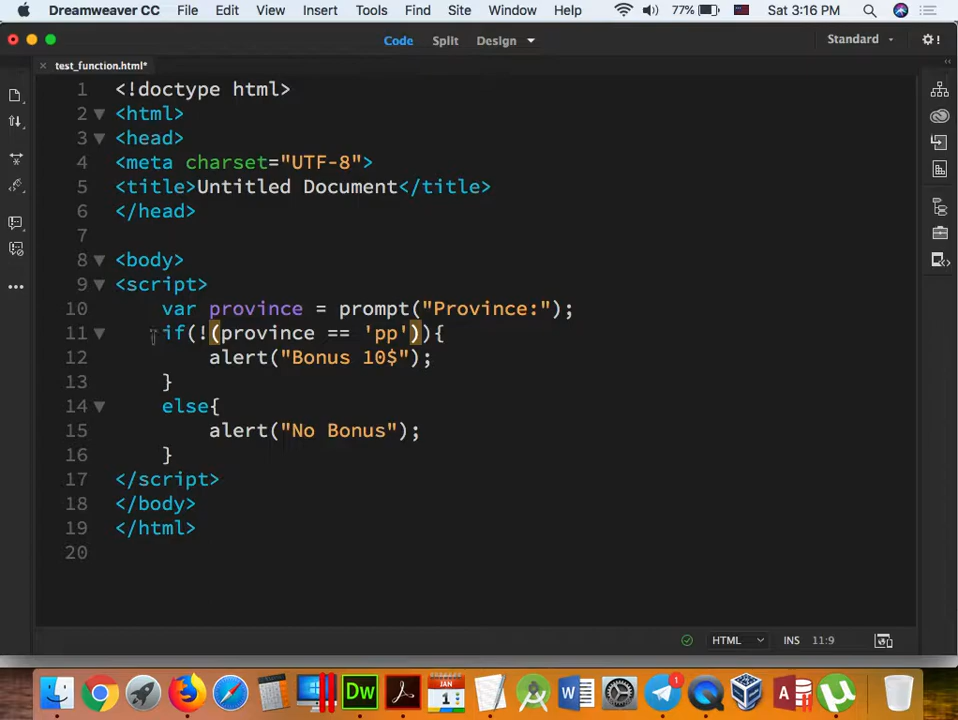 Dreamweaver CC File Edit View Insert Tools Find Site Window Help 77% Sat 3:16 PM
Code Split Design Standard
test_function.html*
1 <!doctype html>
2 <html>
3 <head>
4 <meta charset="UTF-8">
5 <title>Untitled Document</title>
6 </head>
7
8 <body>
9 <script>
10 var province = prompt("Province:");
11 if(!(province == 'pp')){
12 alert("Bonus 10$");
13 }
14 else{
15 alert("No Bonus");
16 }
17 </script>
18 </body>
19 </html>
20
HTML INS 11:9
JAN
1
Dw
W
1